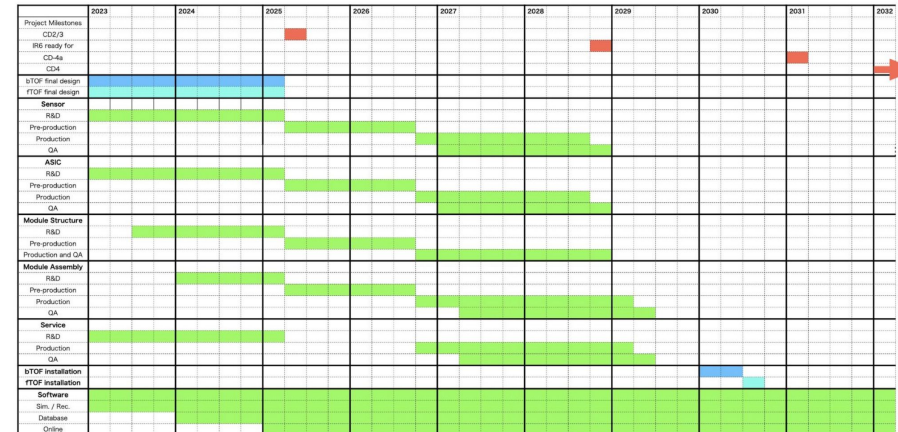 2023 2024 2025 2026 2027 2028 2029 2030 2031 2032
Project Milestones
CD2/3
IR6 ready for
CD-4a
CD4
bTOF final design
fTOF final design
Sensor
R&D
Pre-production
Production
QA
ASIC
R&D
Pre-production
Production
QA
Module Structure
R&D
Pre-production
Production and QA
Module Assembly
R&D
Pre-production
Production
QA
Service
R&D
Production
QA
bTOF installation
fTOF installation
Software
Sim. / Rec.
Database
Online